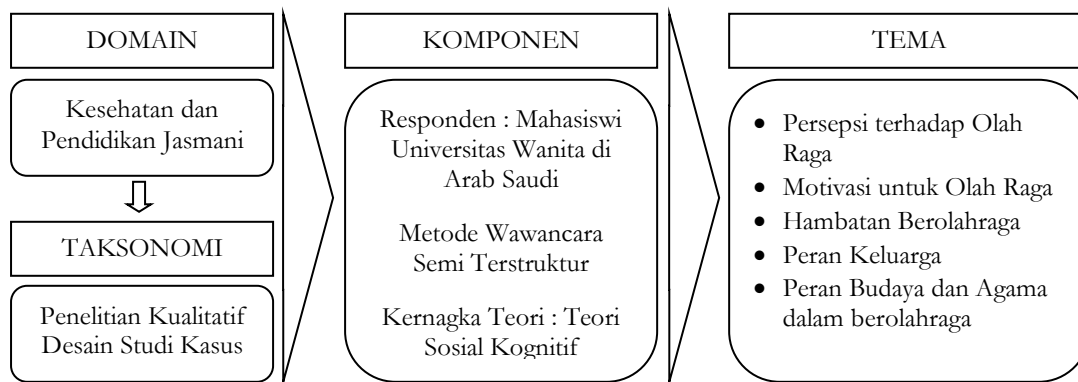 DOMAIN
Kesehatan dan
Pendidikan Jasmani
TAKSONOMI
Penelitian Kualitatif
Desain Studi Kasus
KOMPONEN
Responden : Mahasiswi
Universitas Wanita di
Arab Saudi
Metode Wawancara
Semi Terstruktur
Kernagka Teori : Teori
Sosial Kognitif
TEMA
• Persepsi terhadap Olah
Raga
• Motivasi untuk Olah Raga
• Hambatan Berolahraga
• Peran Keluarga
• Peran Budaya dan Agama
dalam berolahraga